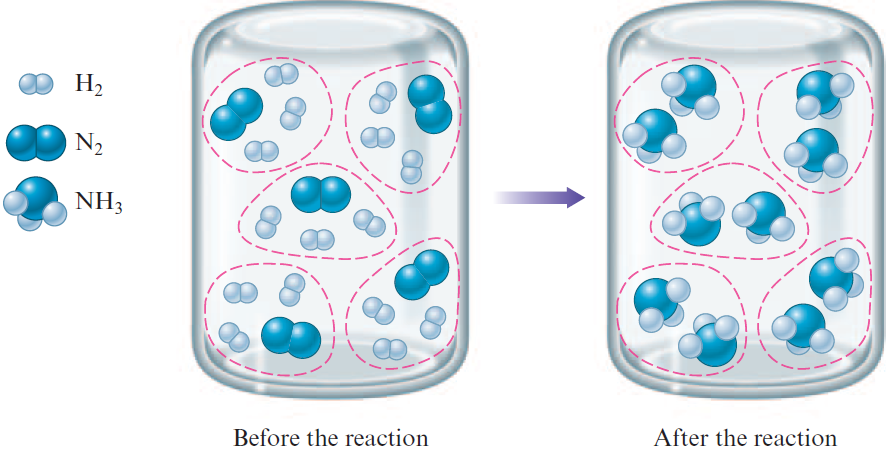 H₂
N₂
NH₃
Before the reaction
After the reaction